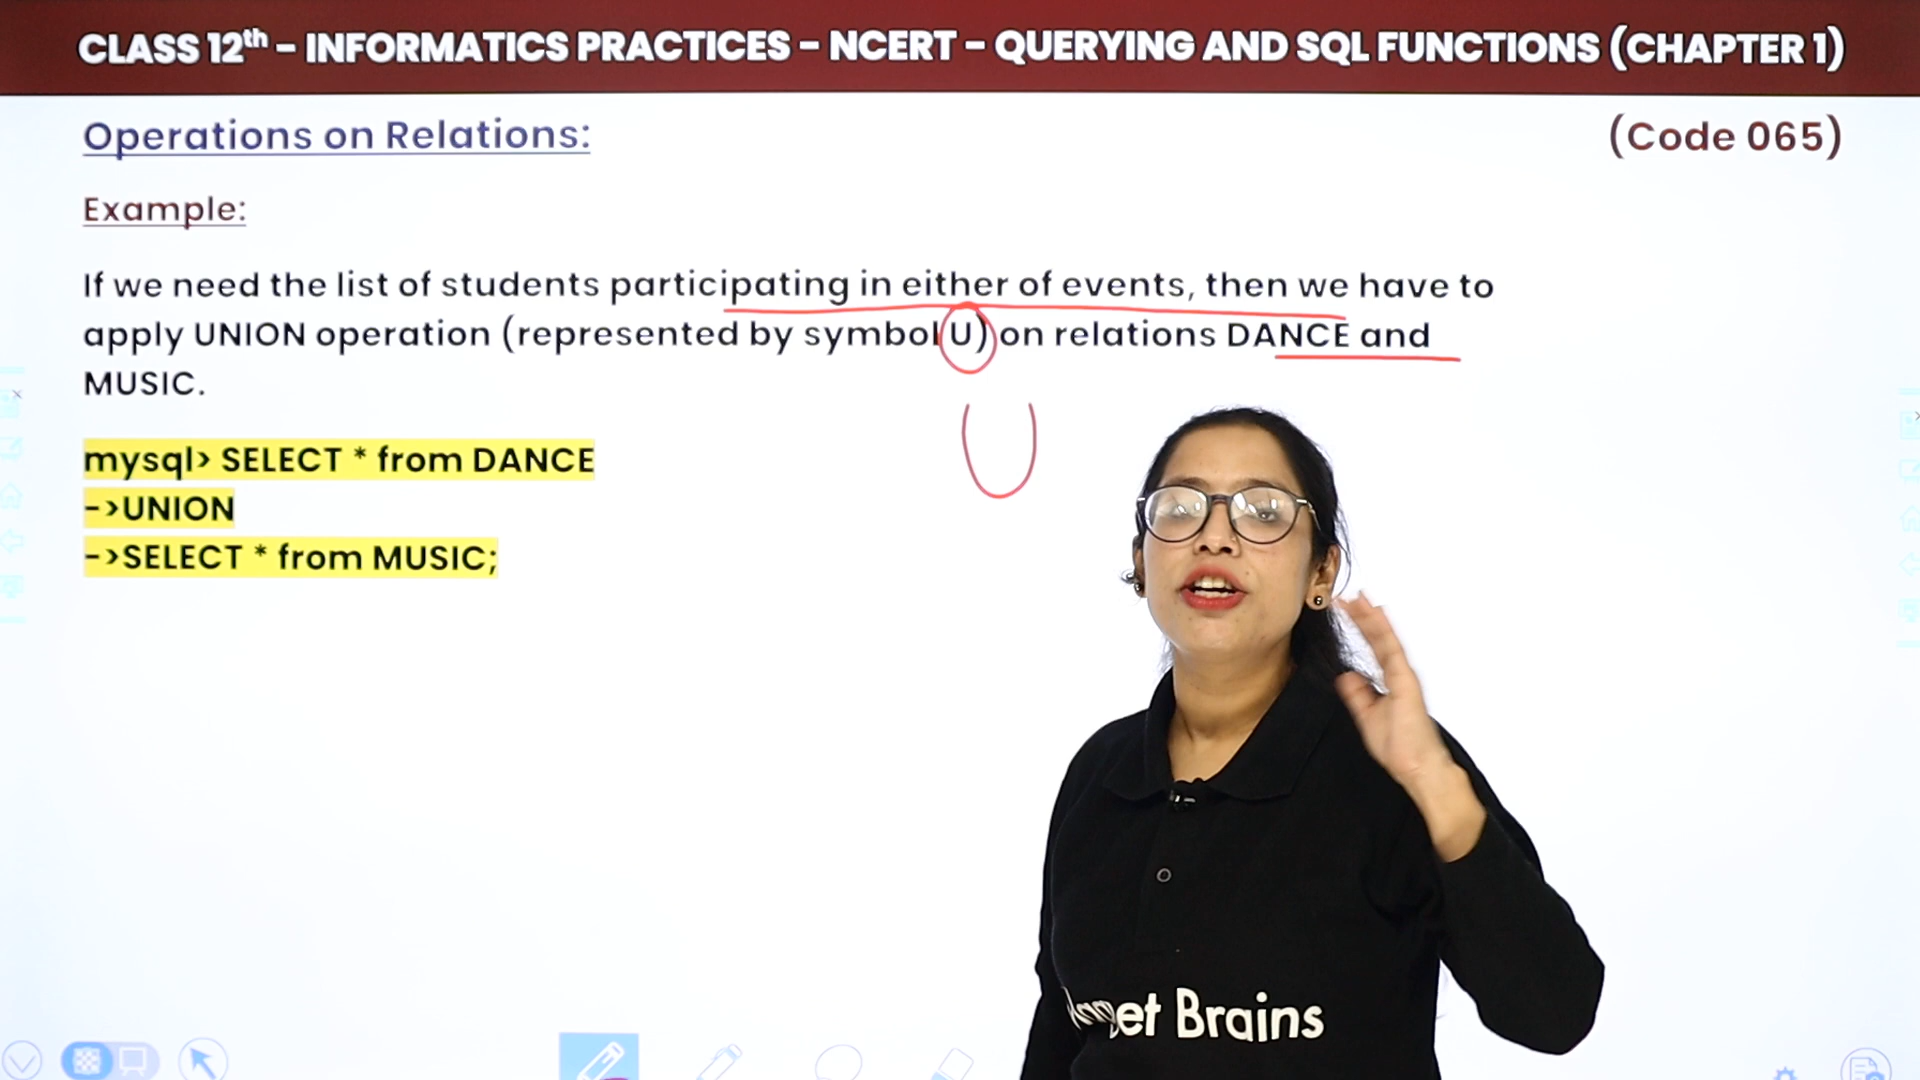 CLASS 12th – INFORMATICS PRACTICES – NCERT – QUERYING AND SQL FUNCTIONS (CHAPTER 1)
Operations on Relations:
(Code 065)
Example:
If we need the list of students participating in either of events, then we have to
apply UNION operation (represented by symbol U) on relations DANCE and
MUSIC.
U
mysql> SELECT * from DANCE
->UNION
->SELECT * from MUSIC;
et Brains